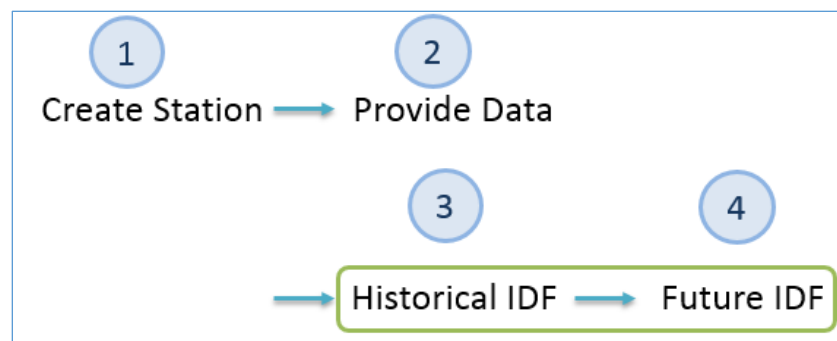 1 2
Create Station Provide Data
3 4
Historical IDF Future IDF